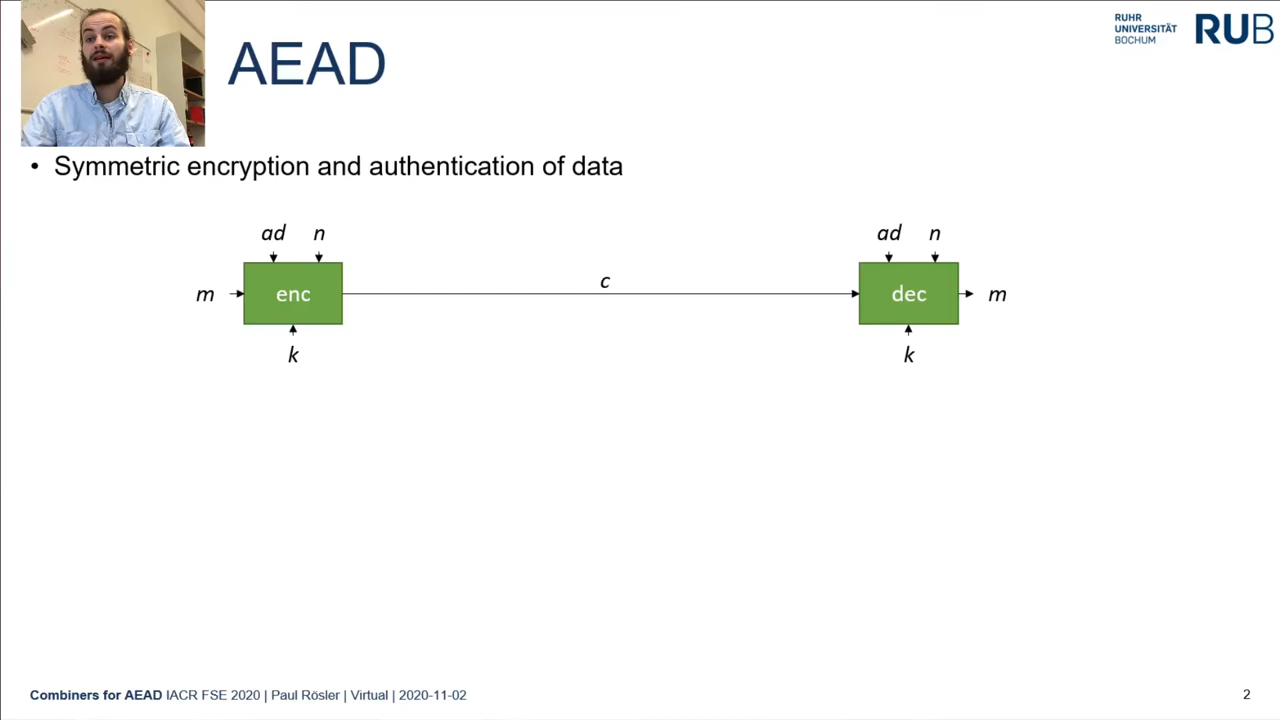 RUHR
UNIVERSITÄT
BOCHUM
RUB
AEAD
• Symmetric encryption and authentication of data
ad n ad n
m enc c dec m
k k
Combiners for AEAD IACR FSE 2020 | Paul Rösler | Virtual | 2020-11-02 2